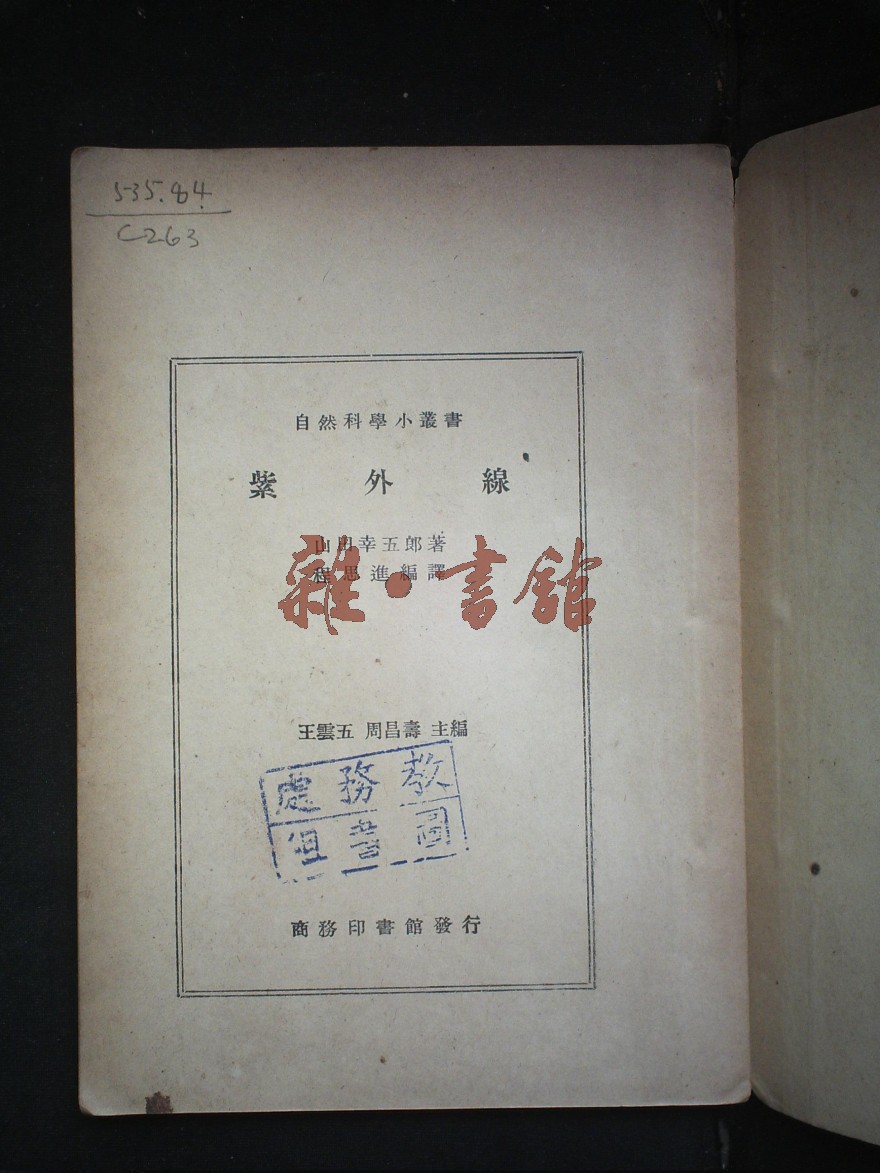 535.84
C263
自然科學小叢書
紫外線
山田幸五郎著
程思進編譯
雜·書館
王雲五 周昌壽 主編
教務處
圖書組
商務印書館發行